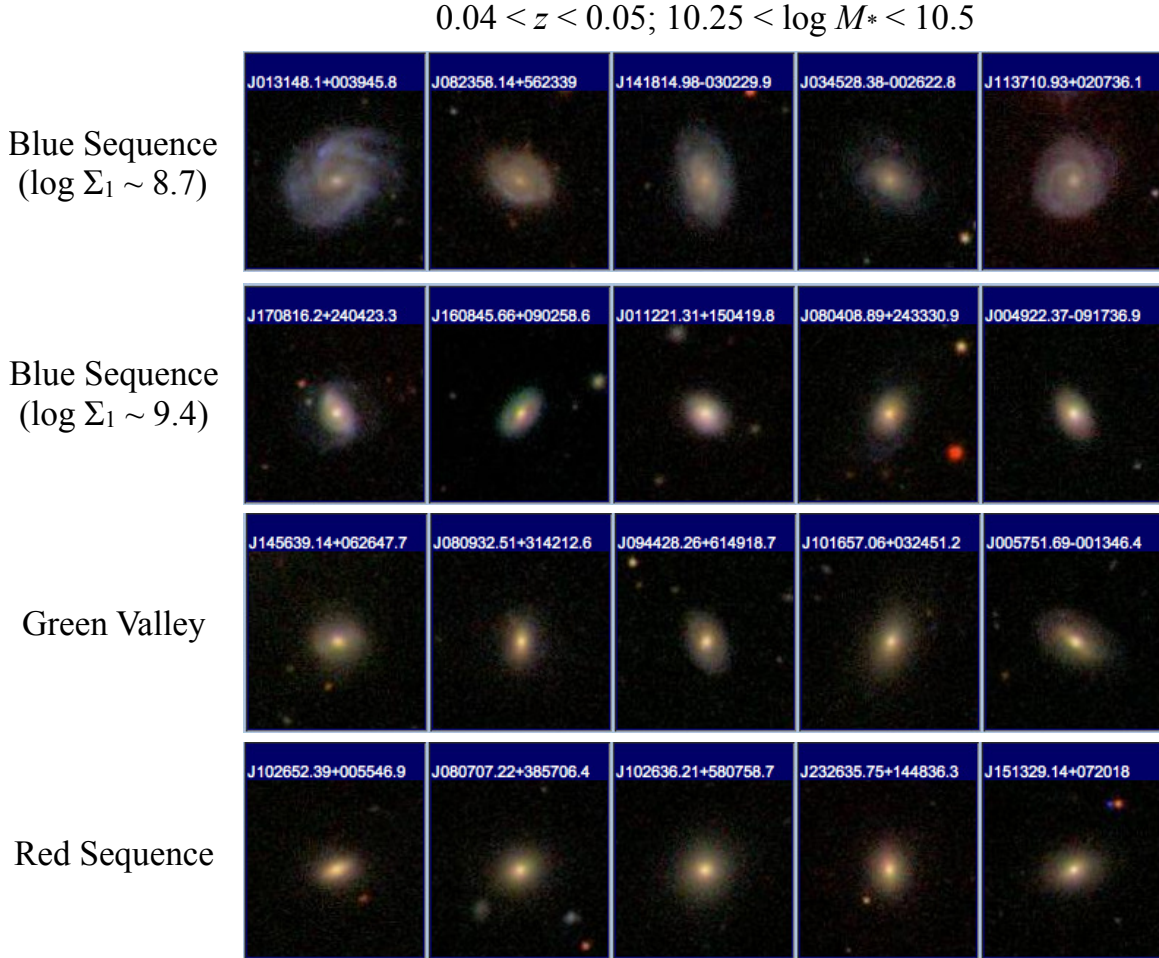 0.04 < z < 0.05; 10.25 < log M* < 10.5
J013148.1+003945.8 J082358.14+562339 J141814.98-030229.9 J034528.38-002622.8 J113710.93+020736.1
Blue Sequence
(log Σ1 ~ 8.7)
J170816.2+240423.3 J160845.66+090258.6 J011221.31+150419.8 J080408.89+243330.9 J004922.37-091736.9
Blue Sequence
(log Σ1 ~ 9.4)
J145639.14+062647.7 J080932.51+314212.6 J094428.26+614918.7 J101657.06+032451.2 J005751.69-001346.4
Green Valley
J102652.39+005546.9 J080707.22+385706.4 J102636.21+580758.7 J232635.75+144836.3 J151329.14+072018
Red Sequence